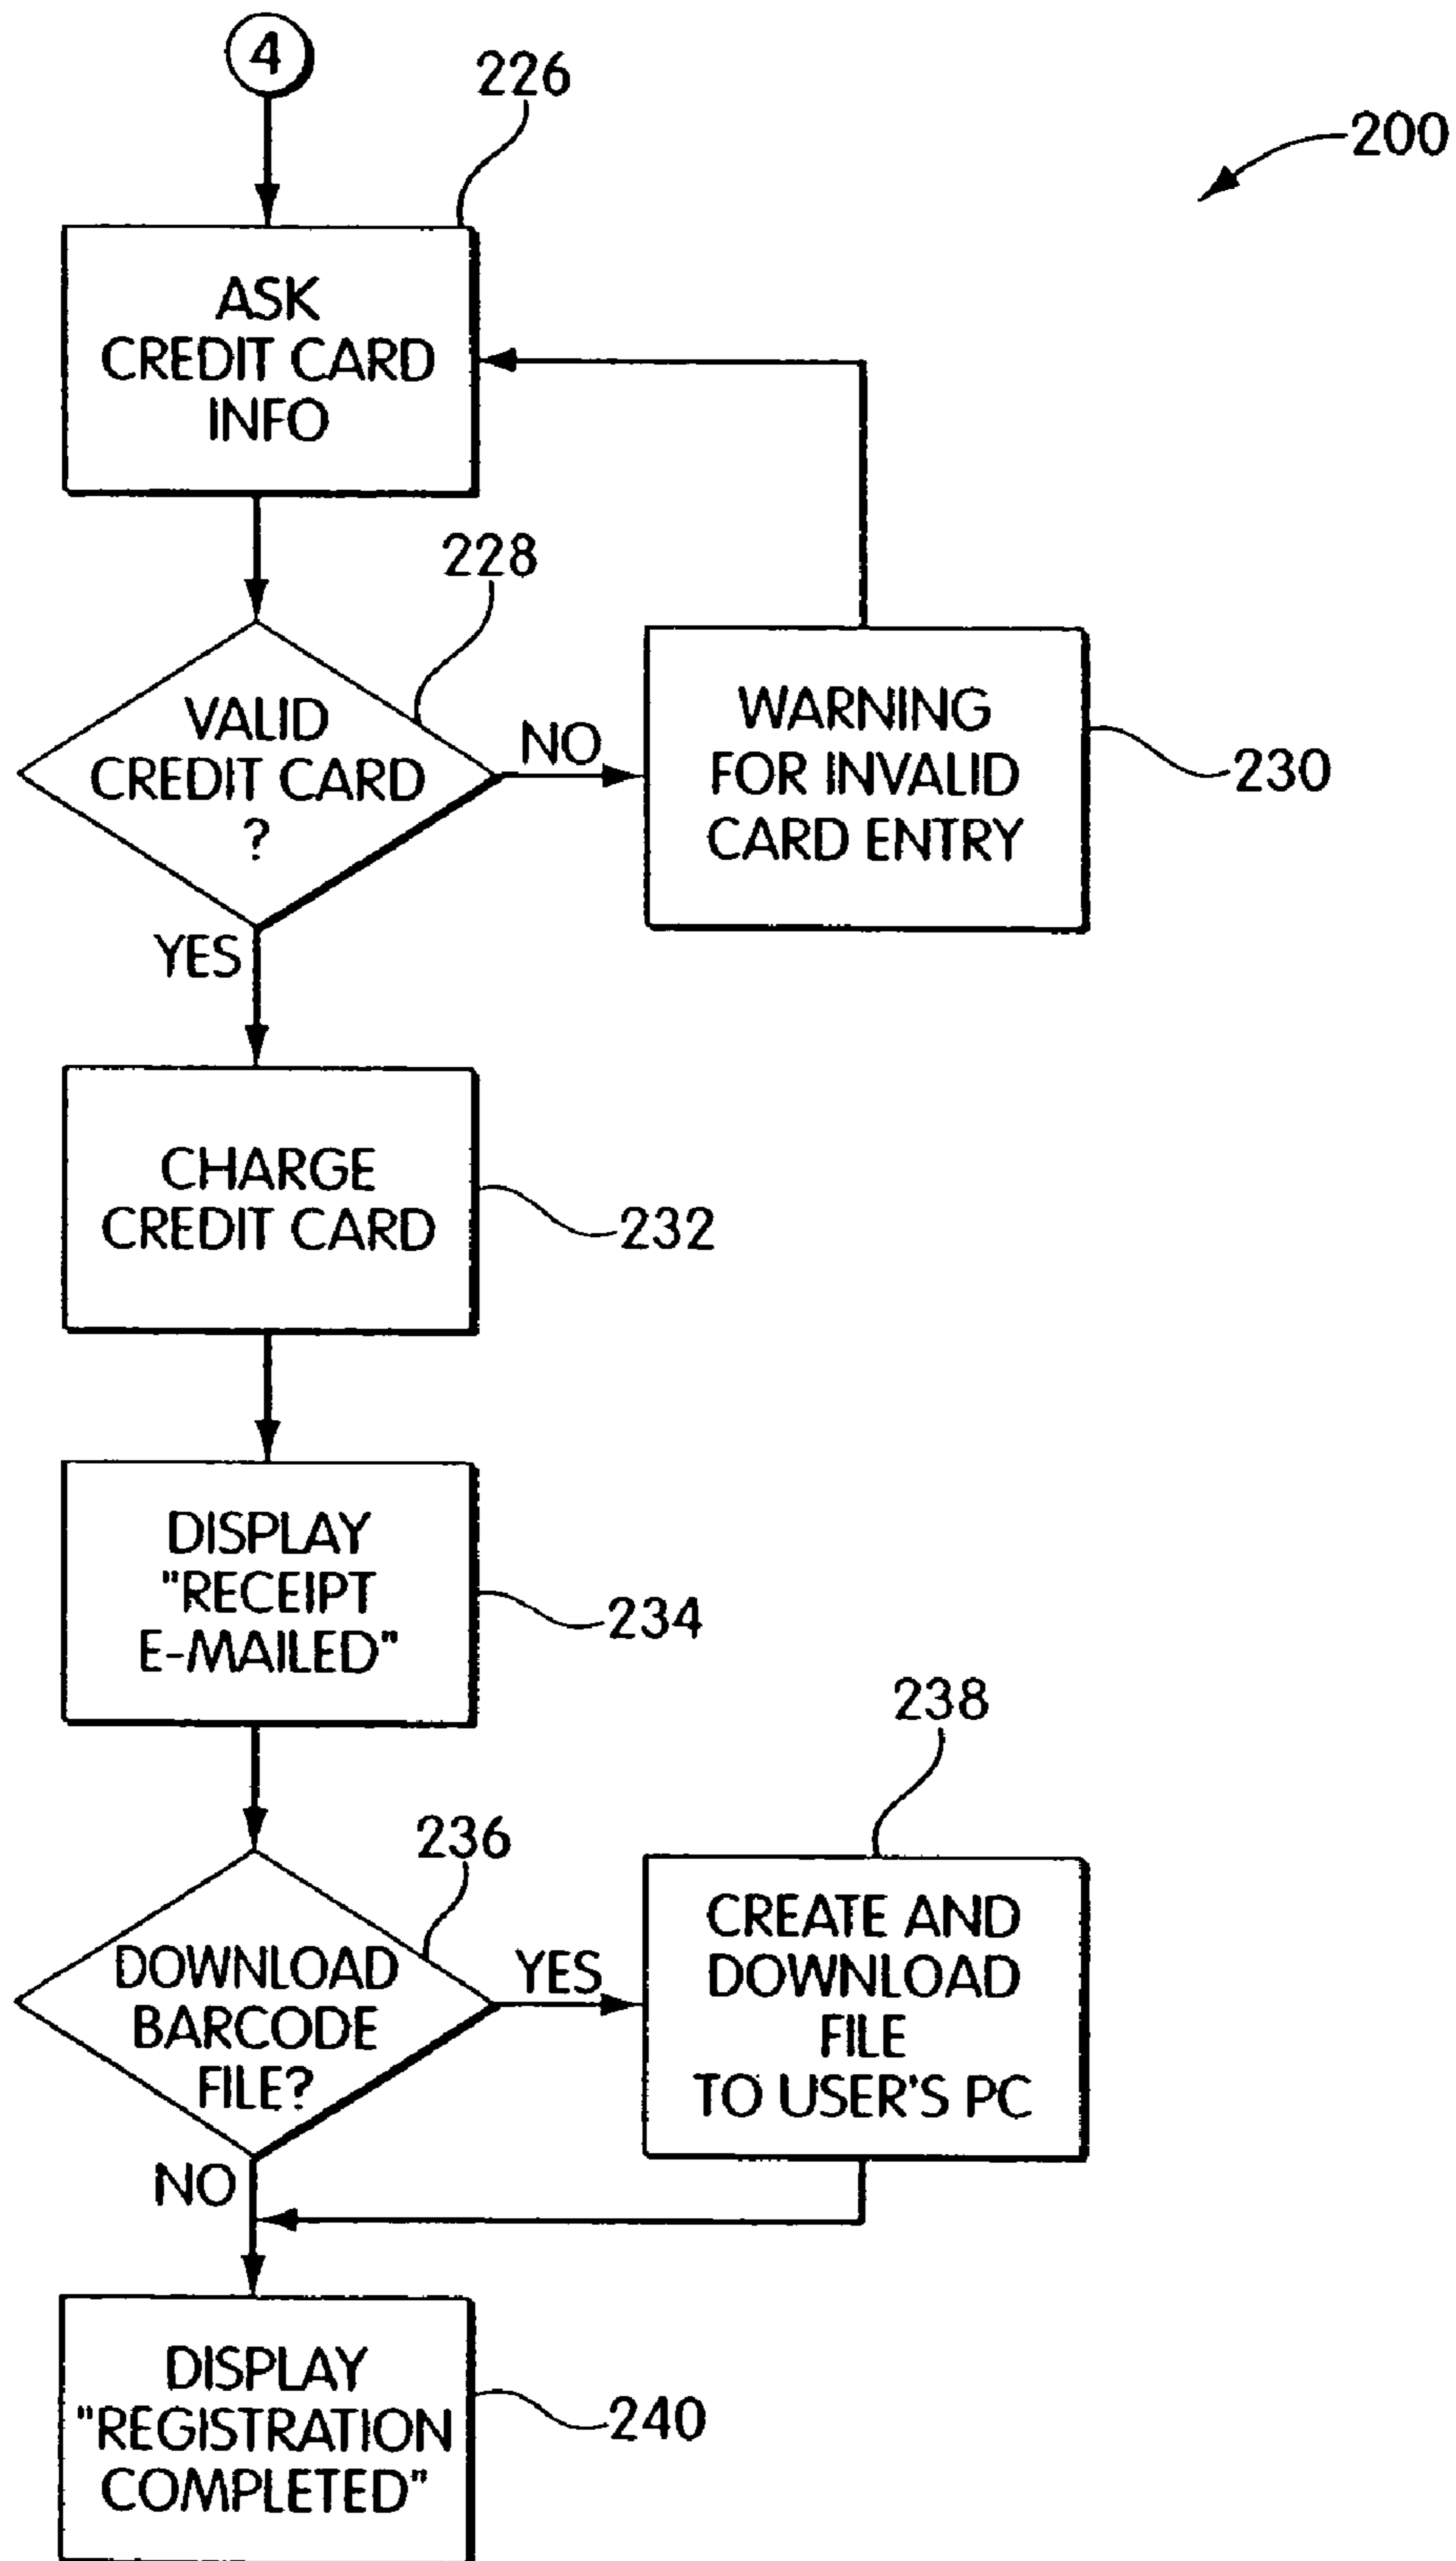 4
226
200
ASK
CREDIT CARD
INFO
228
VALID
CREDIT CARD
?
NO
WARNING
FOR INVALID
CARD ENTRY
230
YES
CHARGE
CREDIT CARD
232
DISPLAY
"RECEIPT
E-MAILED"
234
238
236
DOWNLOAD
BARCODE
FILE?
YES
CREATE AND
DOWNLOAD
FILE
TO USER'S PC
NO
DISPLAY
"REGISTRATION
COMPLETED"
240